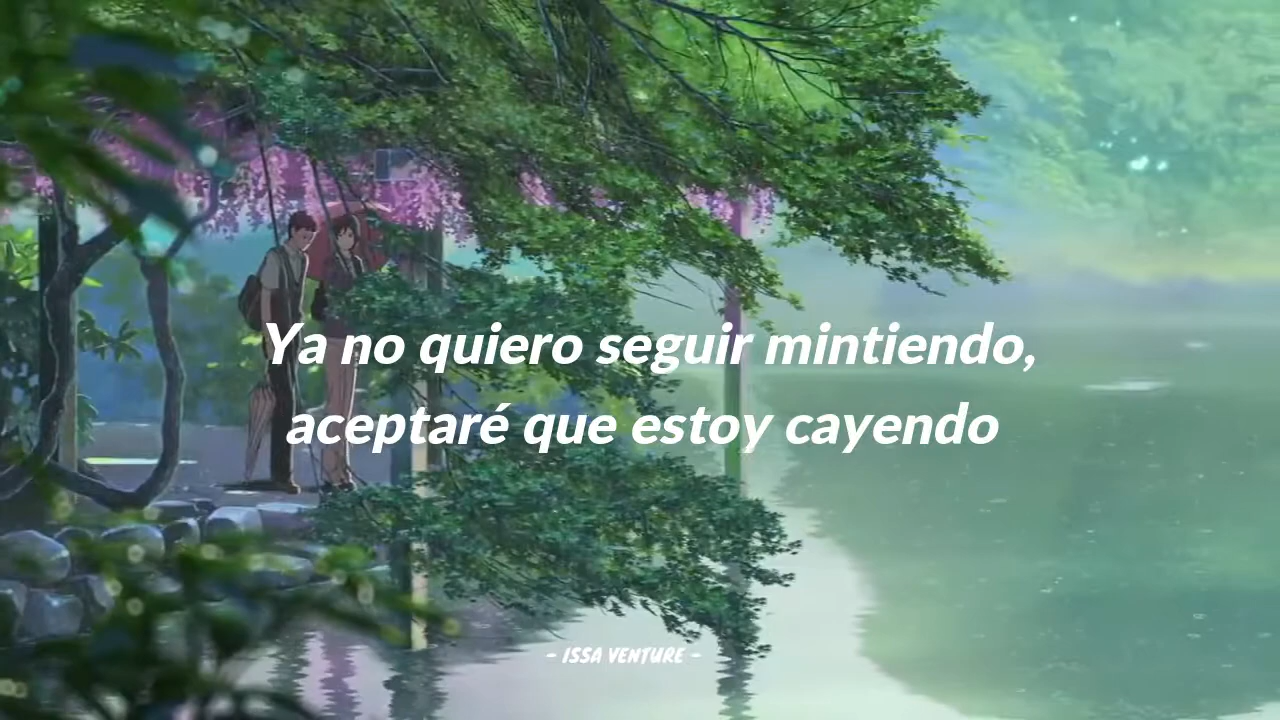 Ya no quiero seguir mintiendo,
aceptaré que estoy cayendo
- ISSA VENTURE -